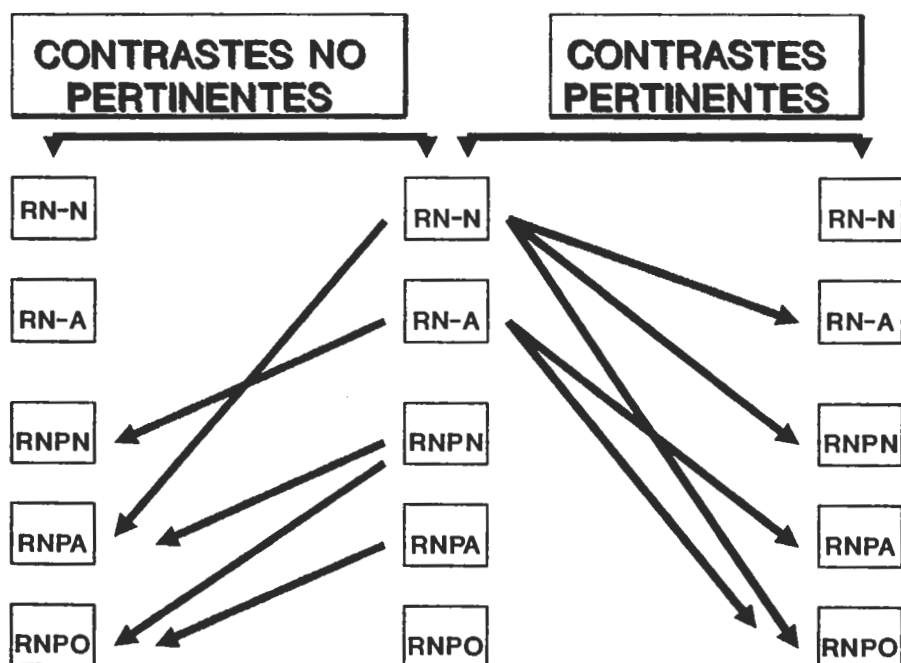 CONTRASTES NO
PERTINENTES
CONTRASTES
PERTINENTES
RN-N
RN-N
RN-N
RN-A
RN-A
RN-A
RNPN
RNPN
RNPN
RNPA
RNPA
RNPA
RNPO
RNPO
RNPO